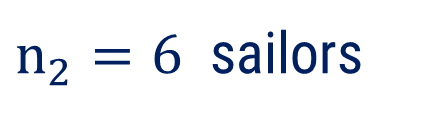 n₂ = 6 sailors